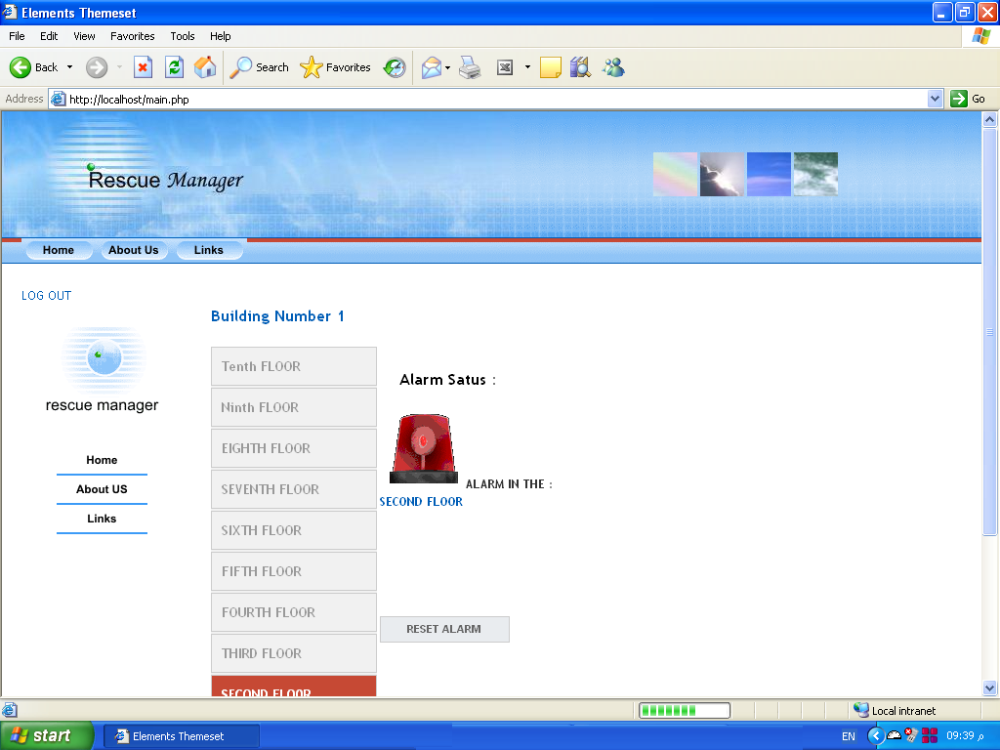 Elements Themeset
File Edit View Favorites Tools Help
Back Search Favorites
Address http://localhost/main.php Go
Rescue Manager
Home About Us Links
LOG OUT
Building Number 1
Tenth FLOOR
Alarm Satus :
Ninth FLOOR
rescue manager
EIGHTH FLOOR
Home
SEVENTH FLOOR
ALARM IN THE :
About US
SECOND FLOOR
Links
SIXTH FLOOR
FIFTH FLOOR
FOURTH FLOOR
RESET ALARM
THIRD FLOOR
SECOND FLOOR
Local intranet
start Elements Themeset EN 09:39 م